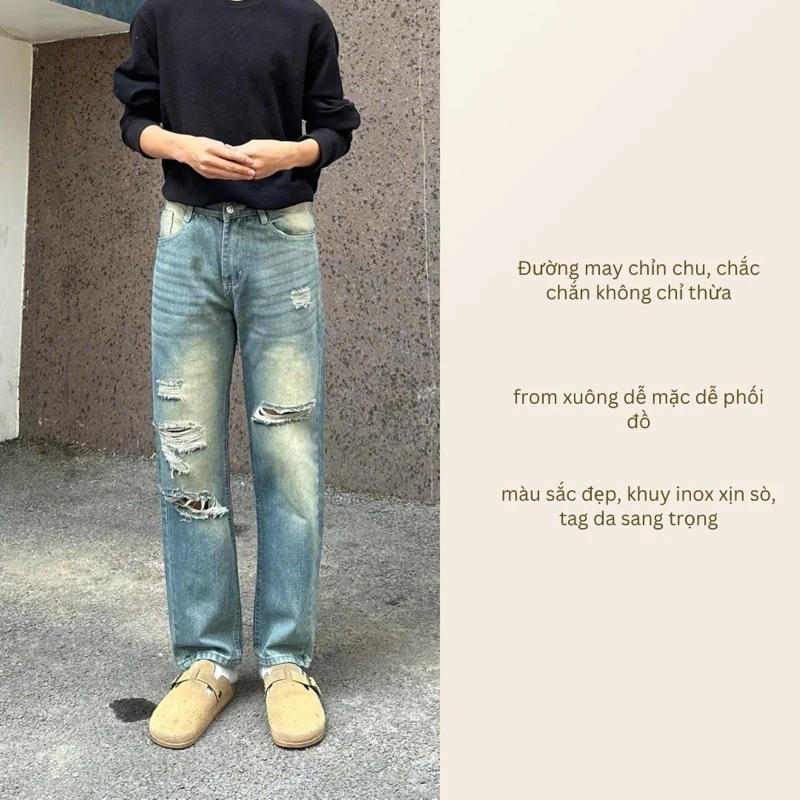 Đường may chỉn chu, chắc
chắn không chỉ thừa
from xuông dễ mặc dễ phối
đồ
màu sắc đẹp, khuy inox xịn sò,
tag da sang trọng